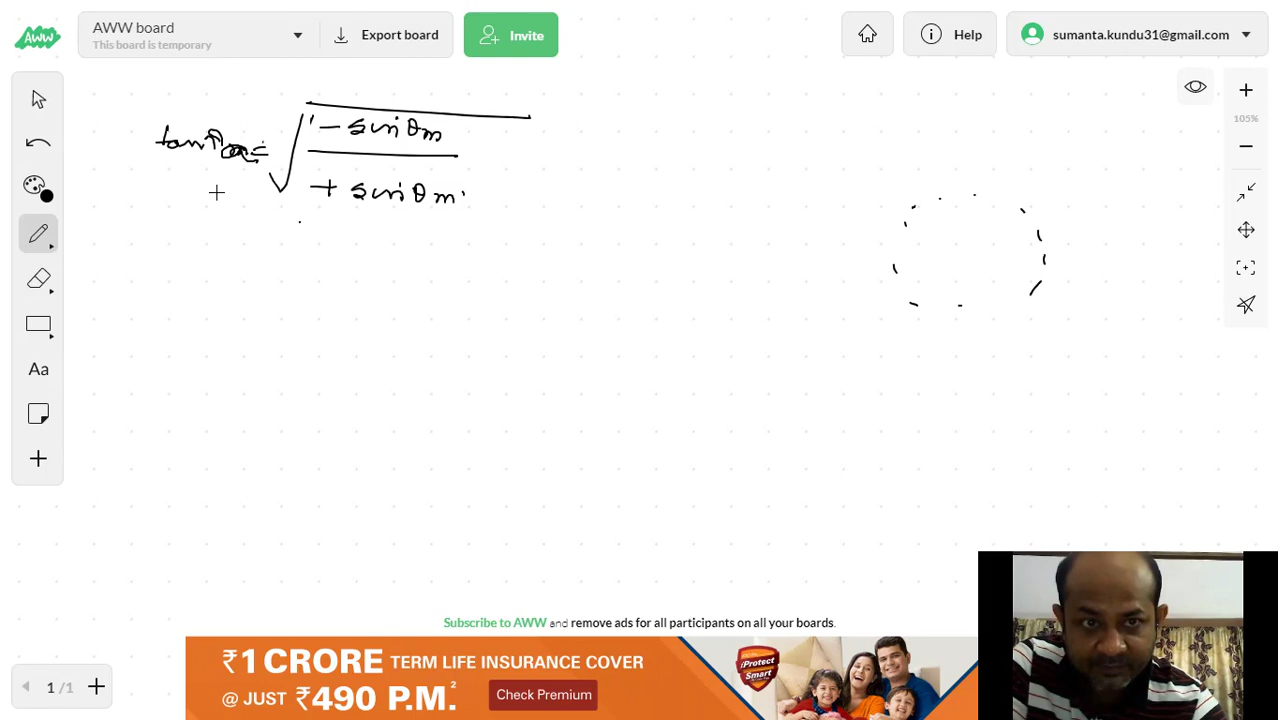 AWW
AWW board
This board is temporary
Export board
Invite
Help
sumanta.kundu31@gmail.com
105%
tan = √
1 - sin θm
+ sin θm
Aa
1 /1
Subscribe to AWW and remove ads for all participants on all your boards.
₹1 CRORE TERM LIFE INSURANCE COVER
@ JUST ₹490 P.M.2
Check Premium
iProtect Smart